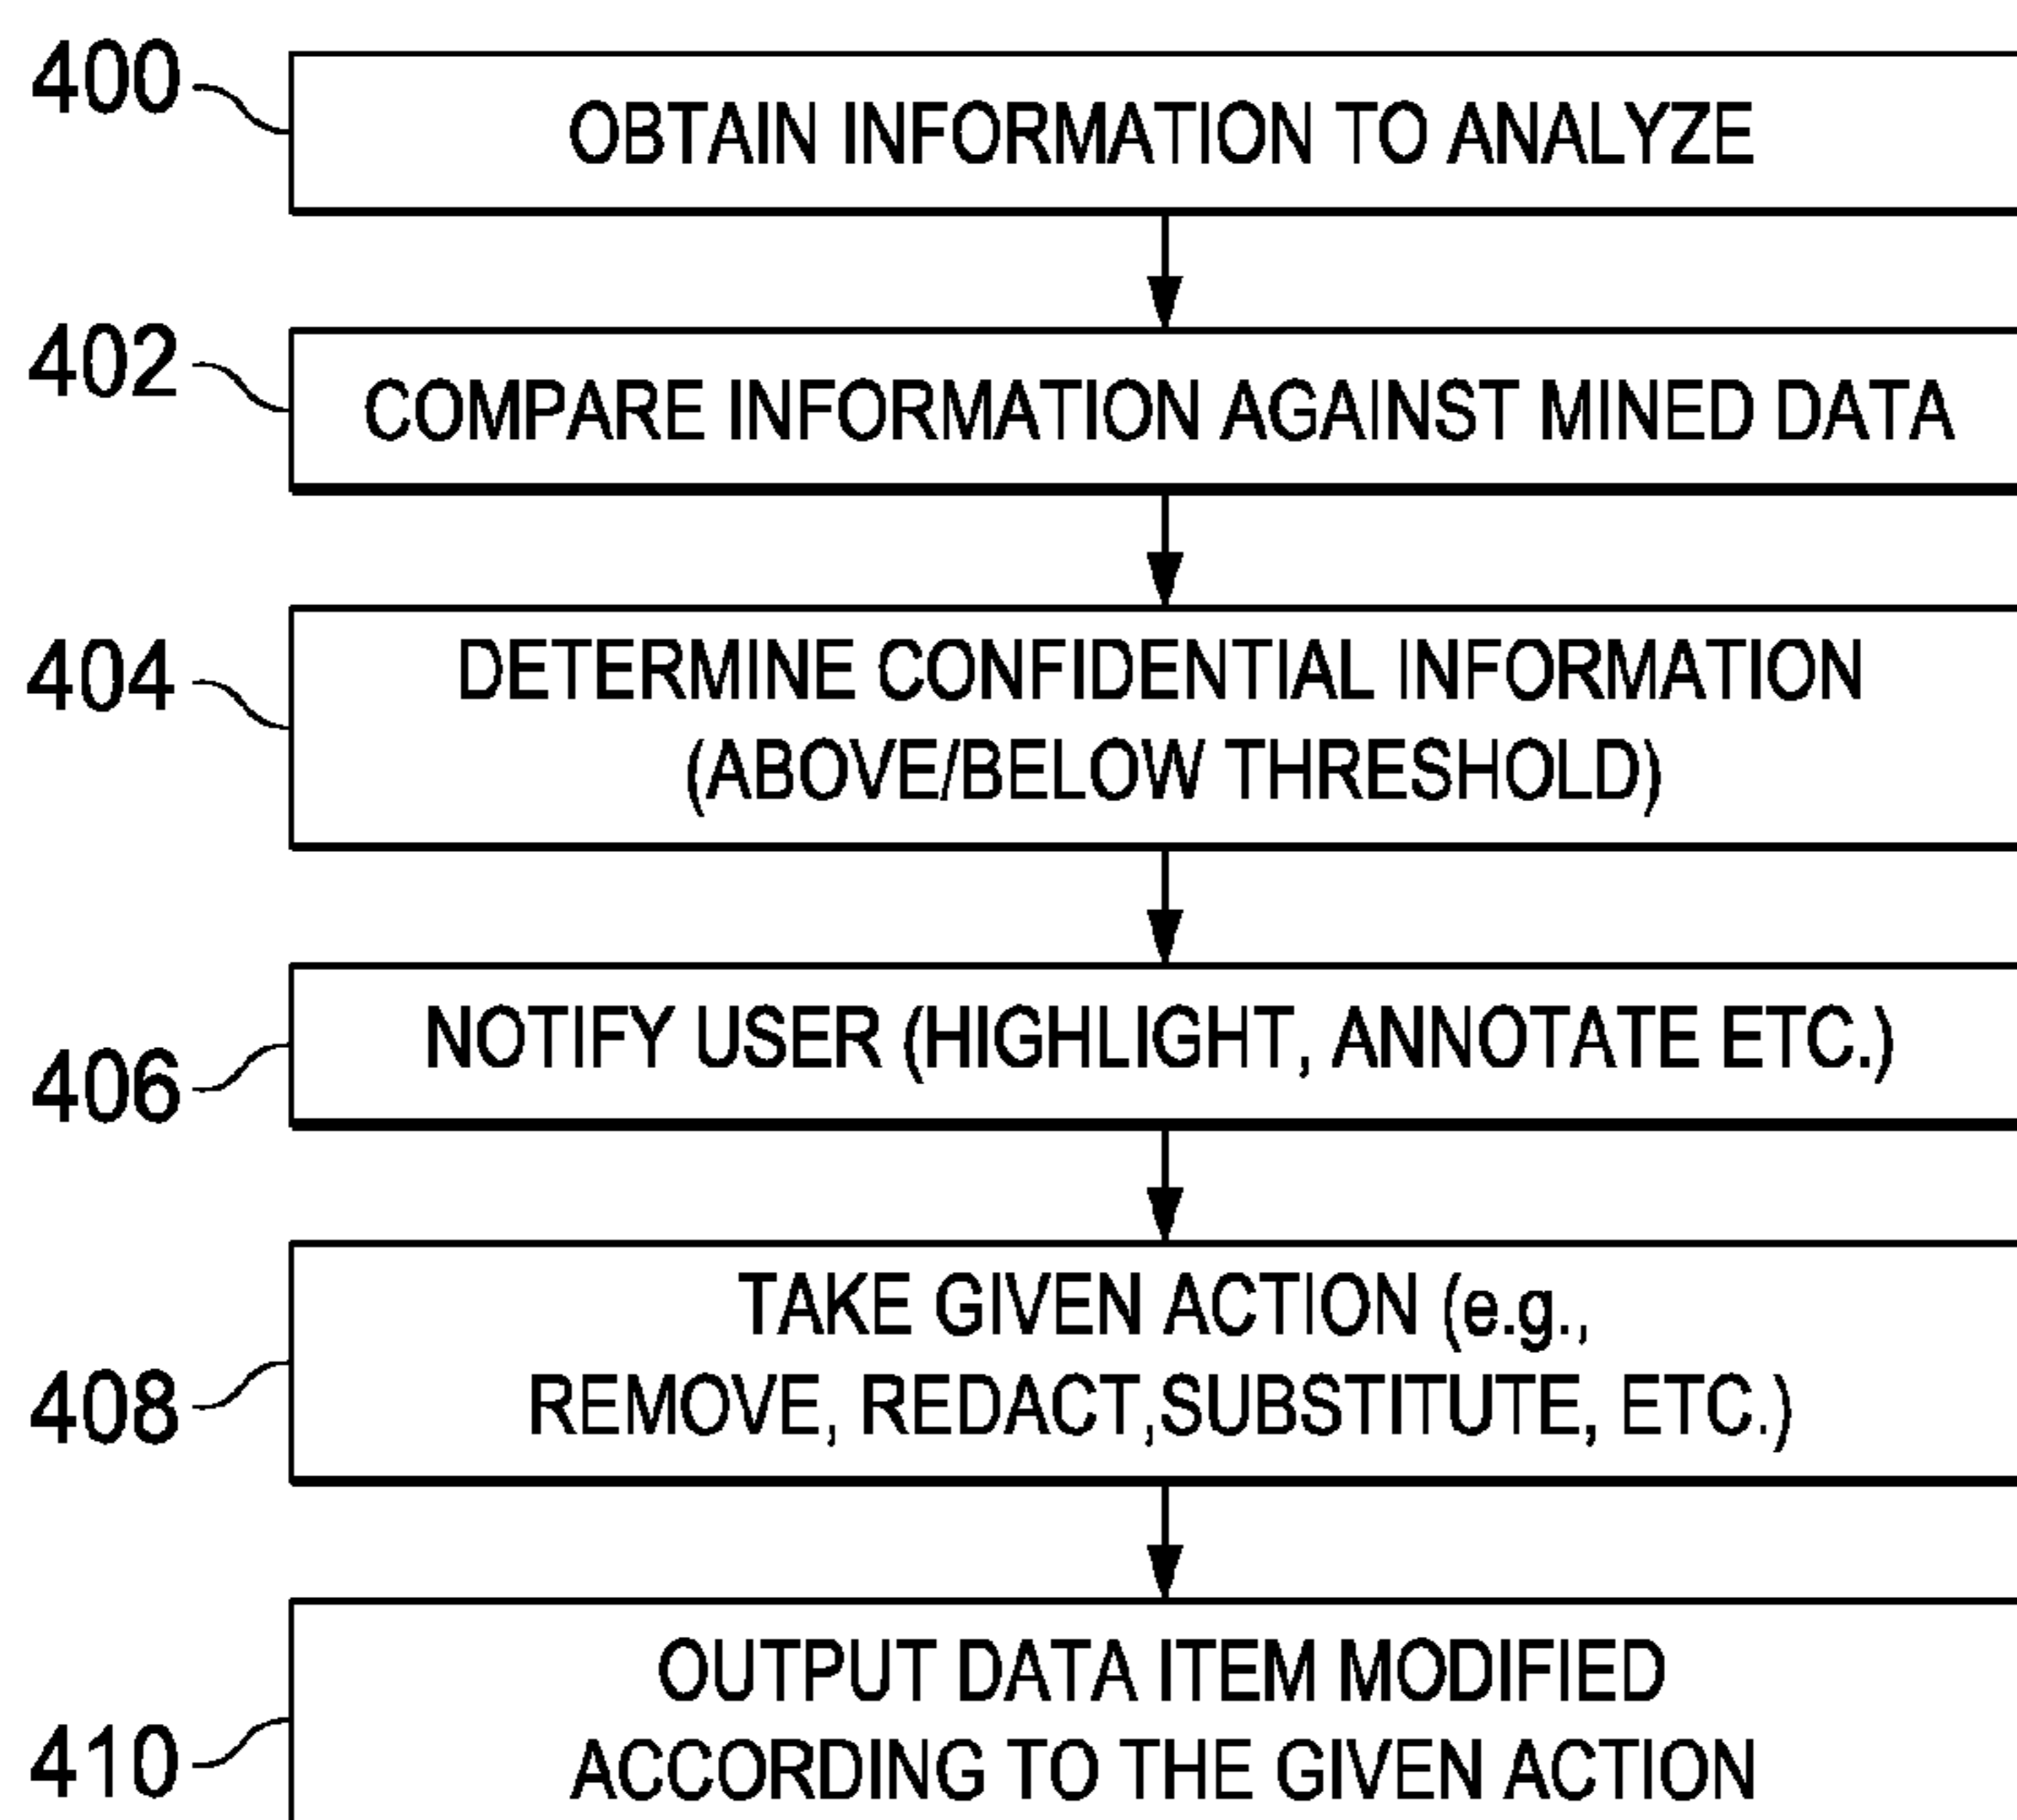 400
OBTAIN INFORMATION TO ANALYZE
402
COMPARE INFORMATION AGAINST MINED DATA
404
DETERMINE CONFIDENTIAL INFORMATION
(ABOVE/BELOW THRESHOLD)
406
NOTIFY USER (HIGHLIGHT, ANNOTATE ETC.)
408
TAKE GIVEN ACTION (e.g.,
REMOVE, REDACT,SUBSTITUTE, ETC.)
410
OUTPUT DATA ITEM MODIFIED
ACCORDING TO THE GIVEN ACTION